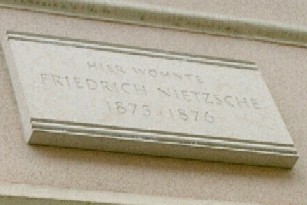 HIER WOHNTE
FRIEDRICH NIETZSCHE
1875-1876